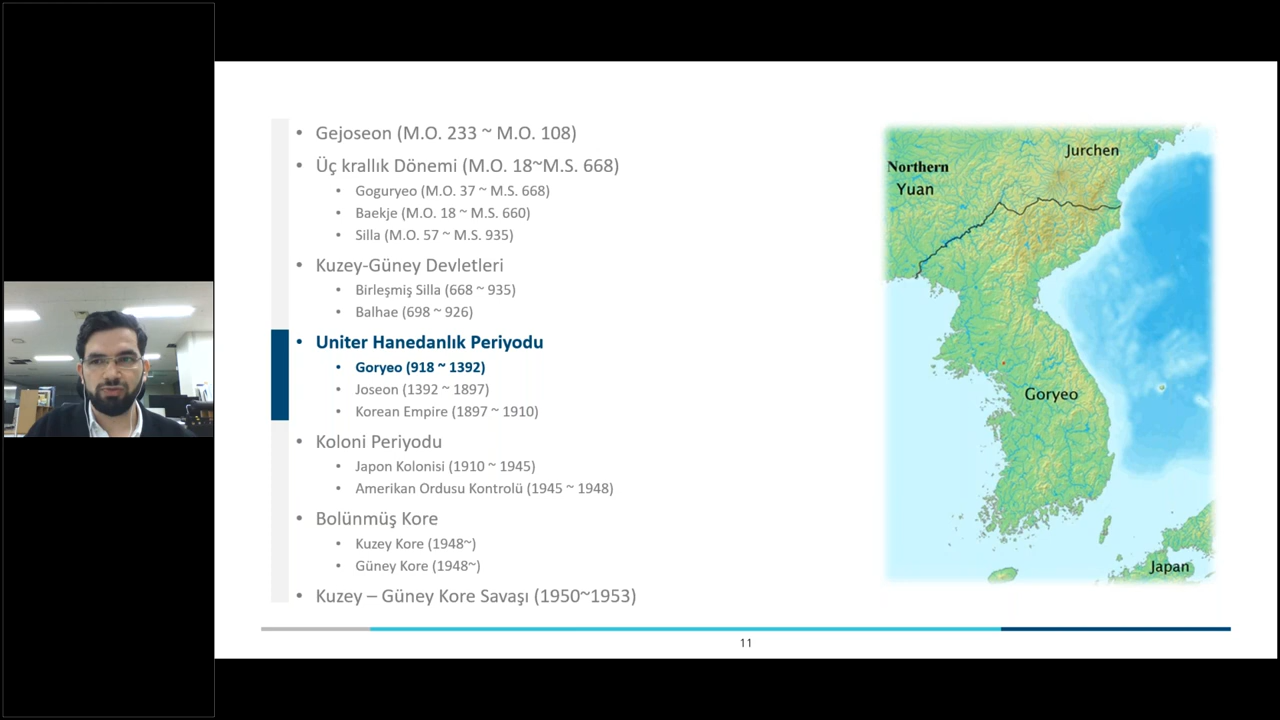 • Gejoseon (M.O. 233 ~ M.O. 108)
• Üç krallık Dönemi (M.O. 18~M.S. 668)
• Goguryeo (M.O. 37 ~ M.S. 668)
• Baekje (M.O. 18 ~ M.S. 660)
• Silla (M.O. 57 ~ M.S. 935)
• Kuzey-Güney Devletleri
• Birleşmiş Silla (668 ~ 935)
• Balhae (698 ~ 926)
• Uniter Hanedanlık Periyodu
• Goryeo (918 ~ 1392)
• Joseon (1392 ~ 1897)
• Korean Empire (1897 ~ 1910)
• Koloni Periyodu
• Japon Kolonisi (1910 ~ 1945)
• Amerikan Ordusu Kontrolü (1945 ~ 1948)
• Bolünmüş Kore
• Kuzey Kore (1948~)
• Güney Kore (1948~)
• Kuzey – Güney Kore Savaşı (1950~1953)
Jurchen
Northern
Yuan
Goryeo
Japan
11